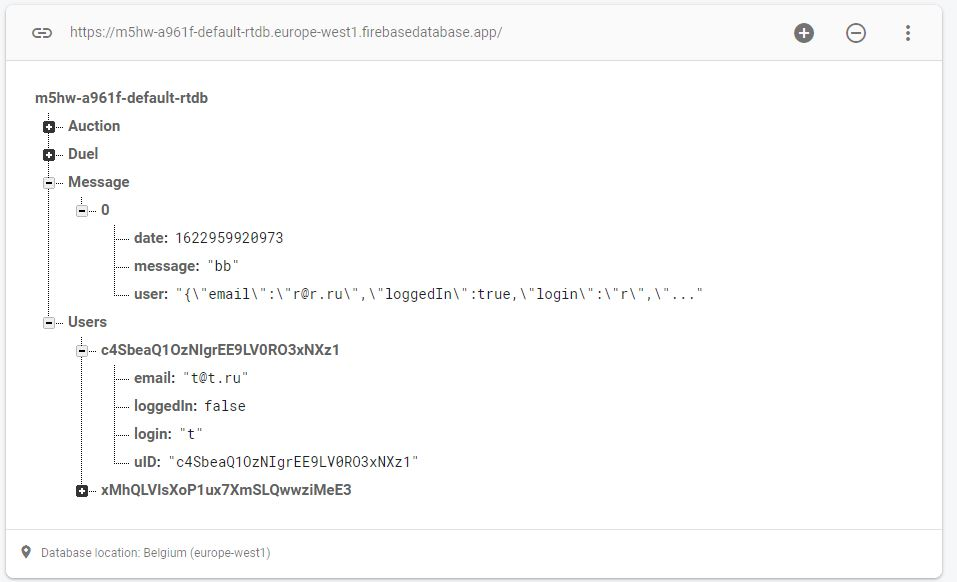 https://m5hw-a961f-default-rtdb.europe-west1.firebasedatabase.app/
m5hw-a961f-default-rtdb
Auction
Duel
Message
0
date: 1622959920973
message: "bb"
user: "{\"email\":\"r@r.ru\",\"loggedIn\":true,\"login\":\"r\",\"..."
Users
c4SbeaQ1OzNIgrEE9LV0RO3xNXz1
email: "t@t.ru"
loggedIn: false
login: "t"
uID: "c4SbeaQ1OzNIgrEE9LV0RO3xNXz1"
xMhQLVIsXoP1ux7XmSLQwwziMeE3
Database location: Belgium (europe-west1)